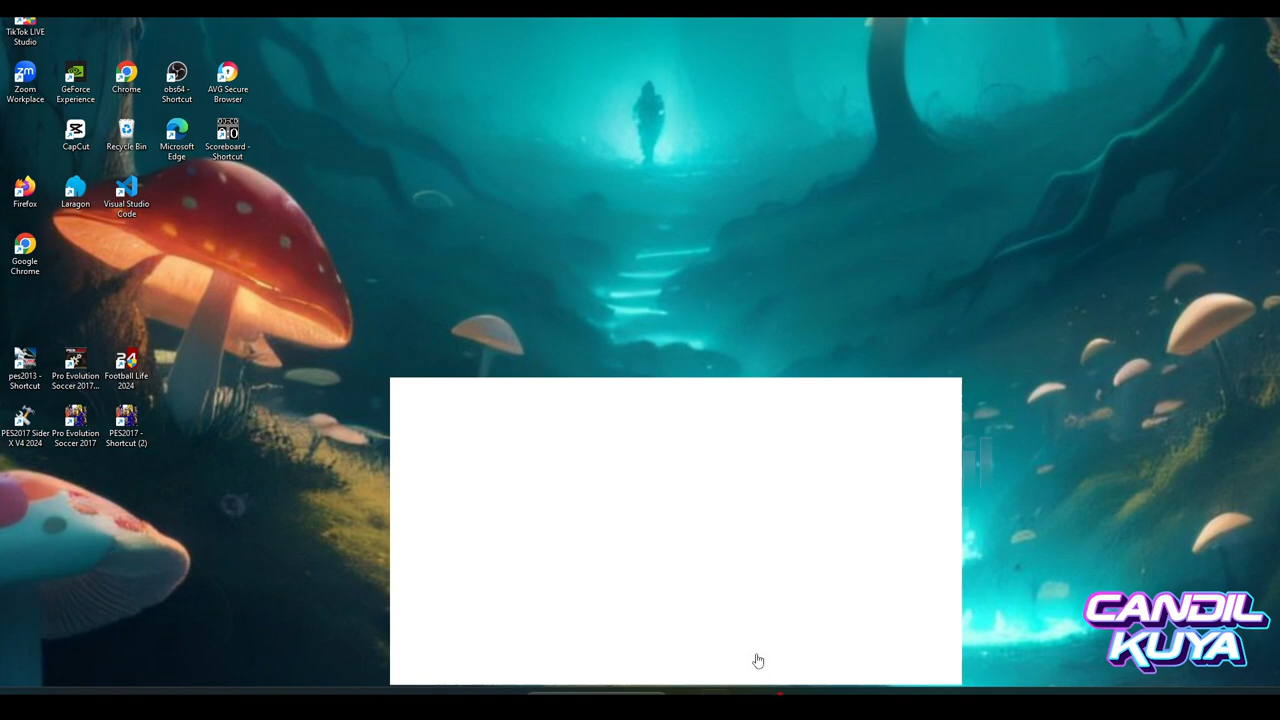 TikTok LIVE
Studio
Zoom
Workplace
GeForce
Experience
Chrome
obs64 -
Shortcut
AVG Secure
Browser
CapCut
Recycle Bin
Microsoft
Edge
Scoreboard -
Shortcut
Firefox
Laragon
Visual Studio
Code
Google
Chrome
pes2013 -
Shortcut
Pro Evolution
Soccer 2017...
Football Life
2024
PES2017 Sider
X V4 2024
Pro Evolution
Soccer 2017
PES2017 -
Shortcut (2)
CANDIL
KUYA